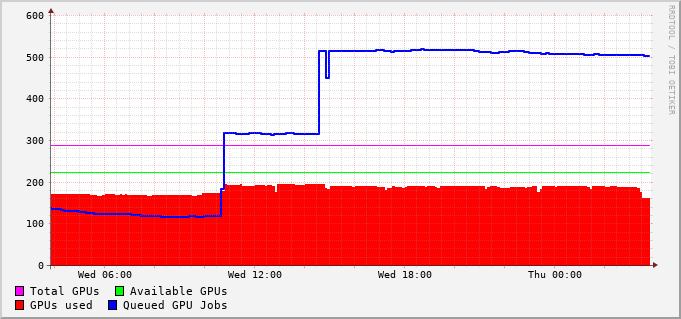 600
500
400
300
200
100
0
Wed 06:00 Wed 12:00 Wed 18:00 Thu 00:00
Total GPUs Available GPUs
GPUs used Queued GPU Jobs
RRDTOOL / TOBI OETIKER